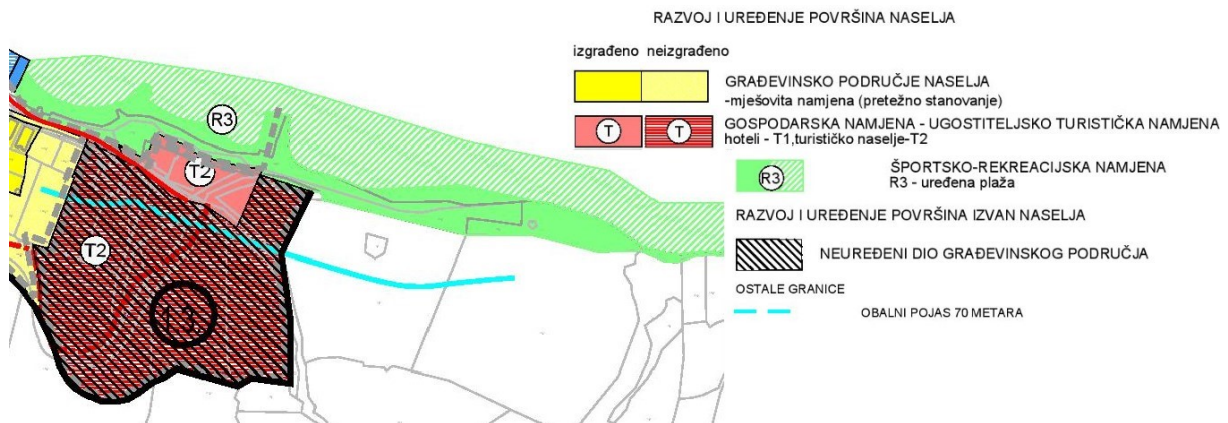 R3
T2
T2
13
RAZVOJ I UREĐENJE POVRŠINA NASELJA
izgrađeno neizgrađeno
GRAĐEVINSKO PODRUČJE NASELJA
-mješovita namjena (pretežno stanovanje)
T T GOSPODARSKA NAMJENA - UGOSTITELJSKO TURISTIČKA NAMJENA
hoteli - T1,turističko naselje-T2
R3 ŠPORTSKO-REKREACIJSKA NAMJENA
R3 - uređena plaža
RAZVOJ I UREĐENJE POVRŠINA IZVAN NASELJA
NEUREĐENI DIO GRAĐEVINSKOG PODRUČJA
OSTALE GRANICE
OBALNI POJAS 70 METARA